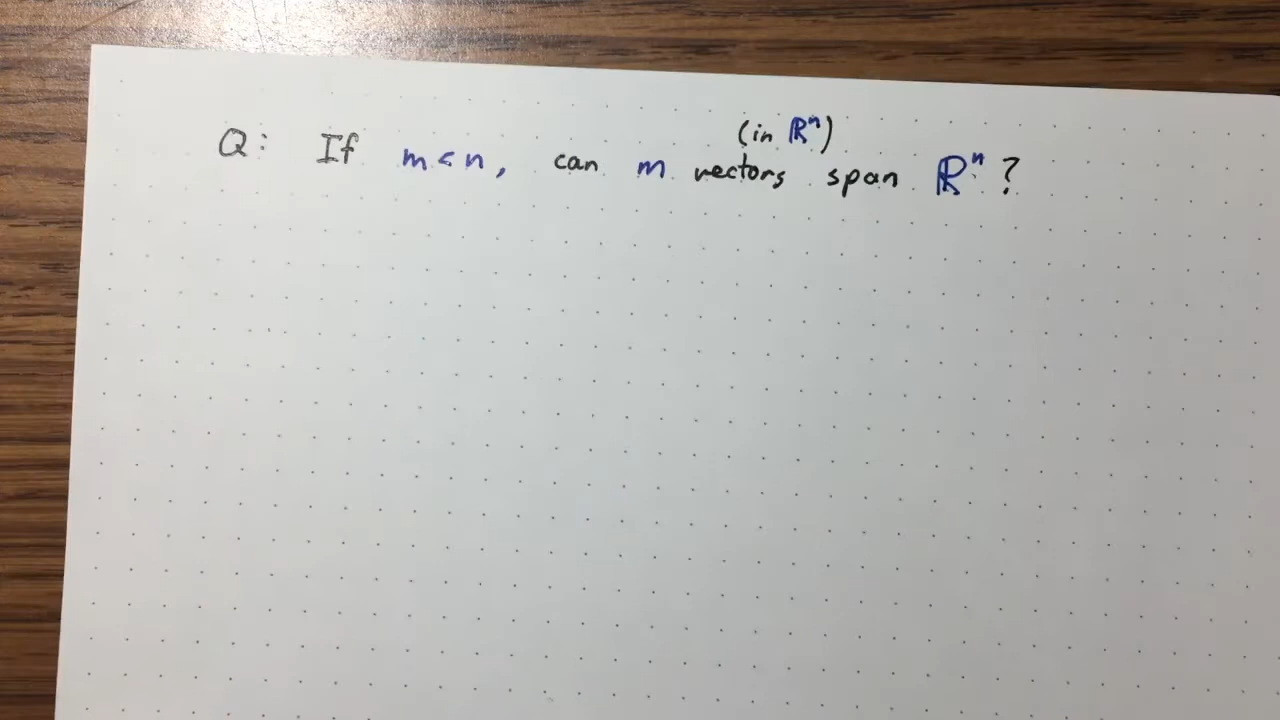 (in ℝⁿ)
Q: If m<n, can m vectors span ℝⁿ?